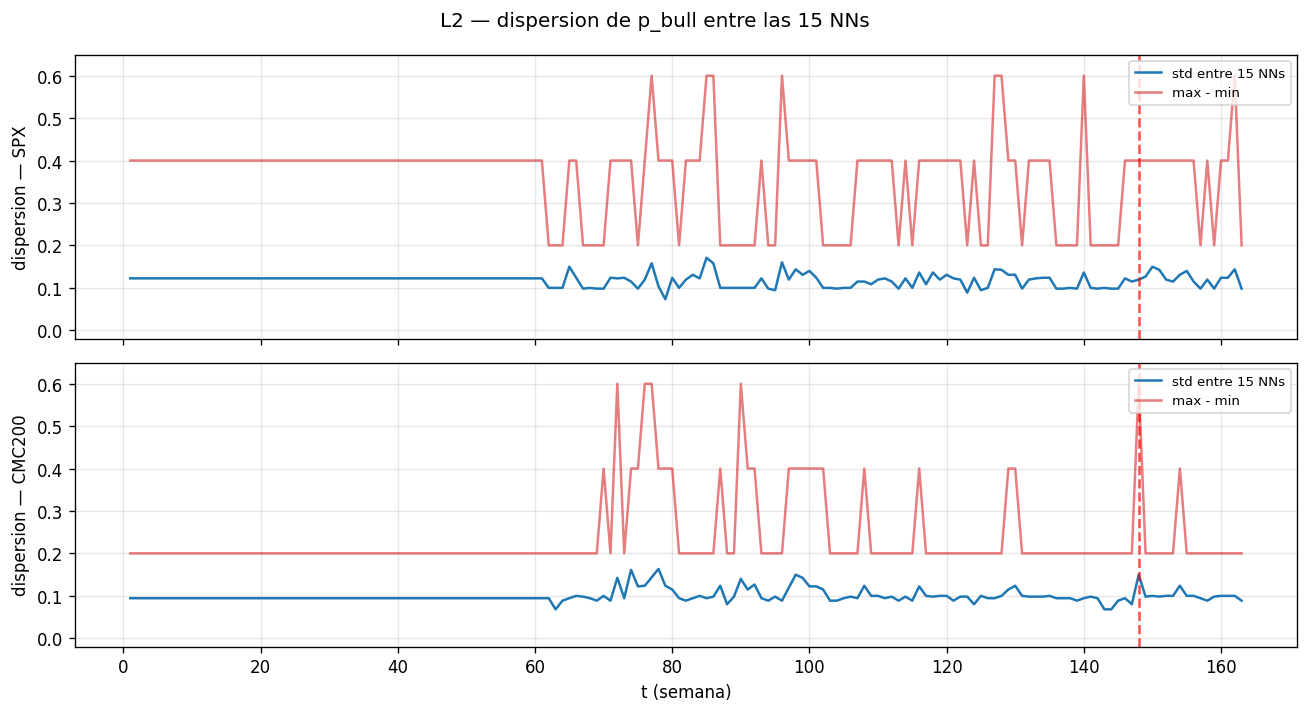 L2 — dispersion de p_bull entre las 15 NNs
dispersion — SPX
0.6
0.5
0.4
0.3
0.2
0.1
0.0
std entre 15 NNs
max - min
dispersion — CMC200
0.6
0.5
0.4
0.3
0.2
0.1
0.0
std entre 15 NNs
max - min
0 20 40 60 80 100 120 140 160
t (semana)